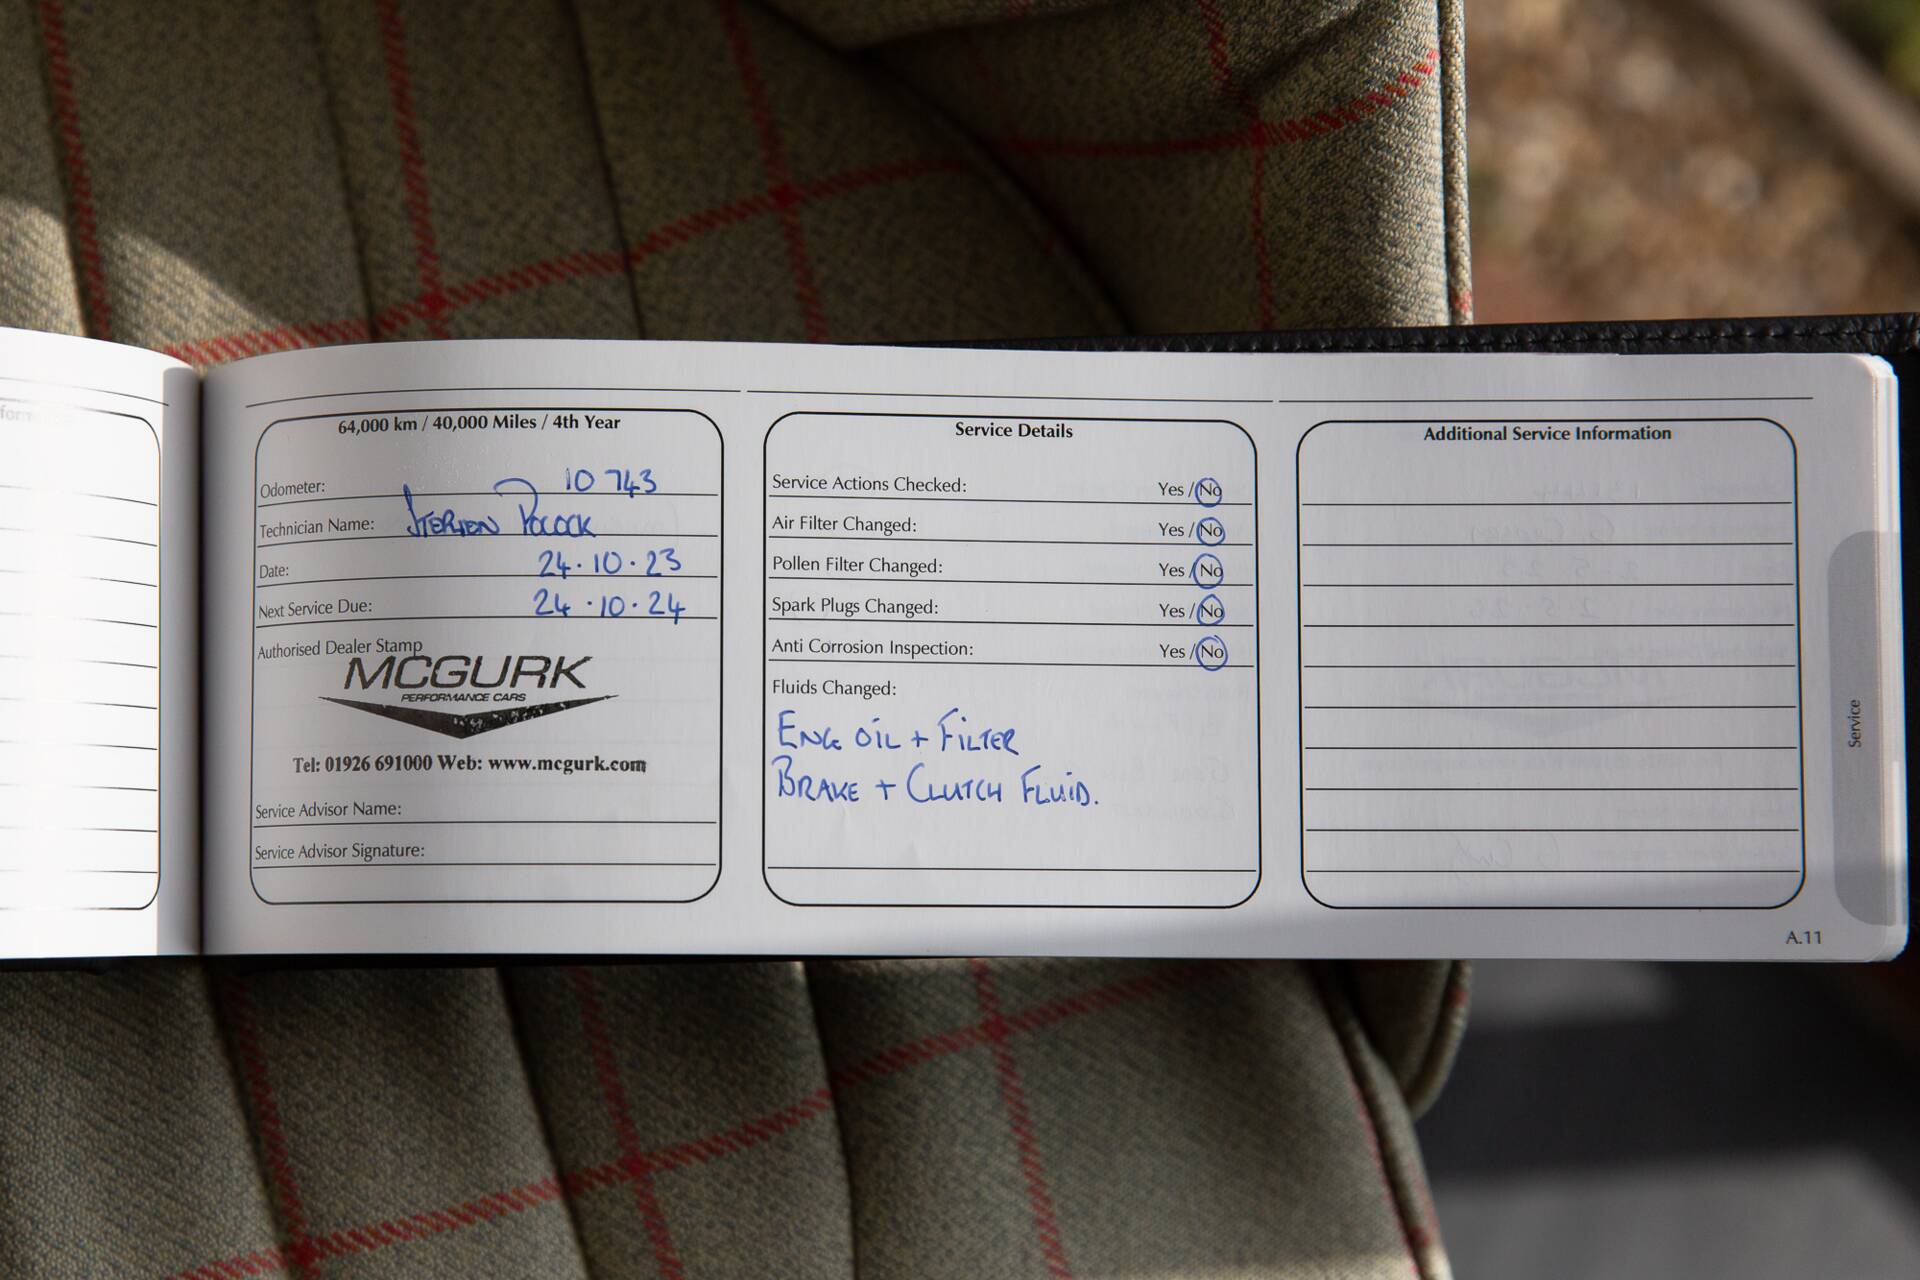 64,000 km / 40,000 Miles / 4th Year
Odometer: 10 743
Technician Name: Stephen Pocock
Date: 24·10·23
Next Service Due: 24·10·24
Authorised Dealer Stamp
MCGURK
PERFORMANCE CARS
Tel: 01926 691000 Web: www.mcgurk.com
Service Advisor Name:
Service Advisor Signature:
Service Details
Service Actions Checked: Yes / No
Air Filter Changed: Yes / No
Pollen Filter Changed: Yes / No
Spark Plugs Changed: Yes / No
Anti Corrosion Inspection: Yes / No
Fluids Changed:
ENG OIL + FILTER
BRAKE + CLUTCH FLUID.
Additional Service Information
Service
A.11